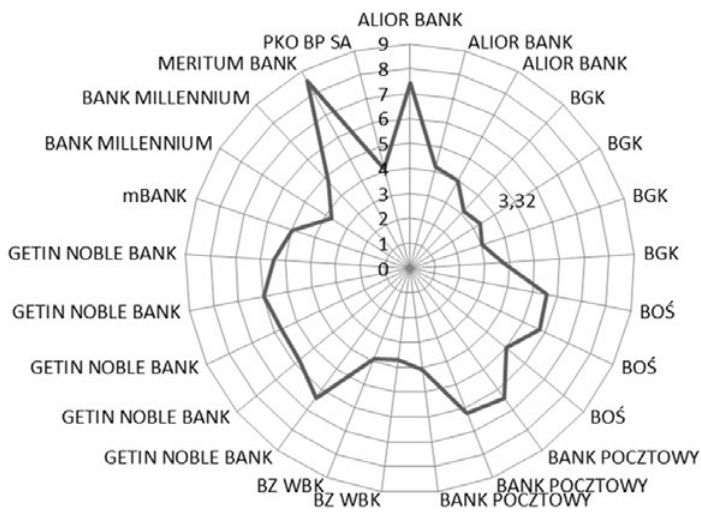 ALIOR BANK
ALIOR BANK
ALIOR BANK
BGK
BGK
BGK
BGK
BOŚ
BOŚ
BOŚ
BANK POCZTOWY
BANK POCZTOWY
BANK POCZTOWY
BZ WBK
BZ WBK
GETIN NOBLE BANK
GETIN NOBLE BANK
GETIN NOBLE BANK
GETIN NOBLE BANK
GETIN NOBLE BANK
mBANK
BANK MILLENNIUM
BANK MILLENNIUM
MERITUM BANK
PKO BP SA
9
8
7
6
5
4
3
2
1
0
3,32